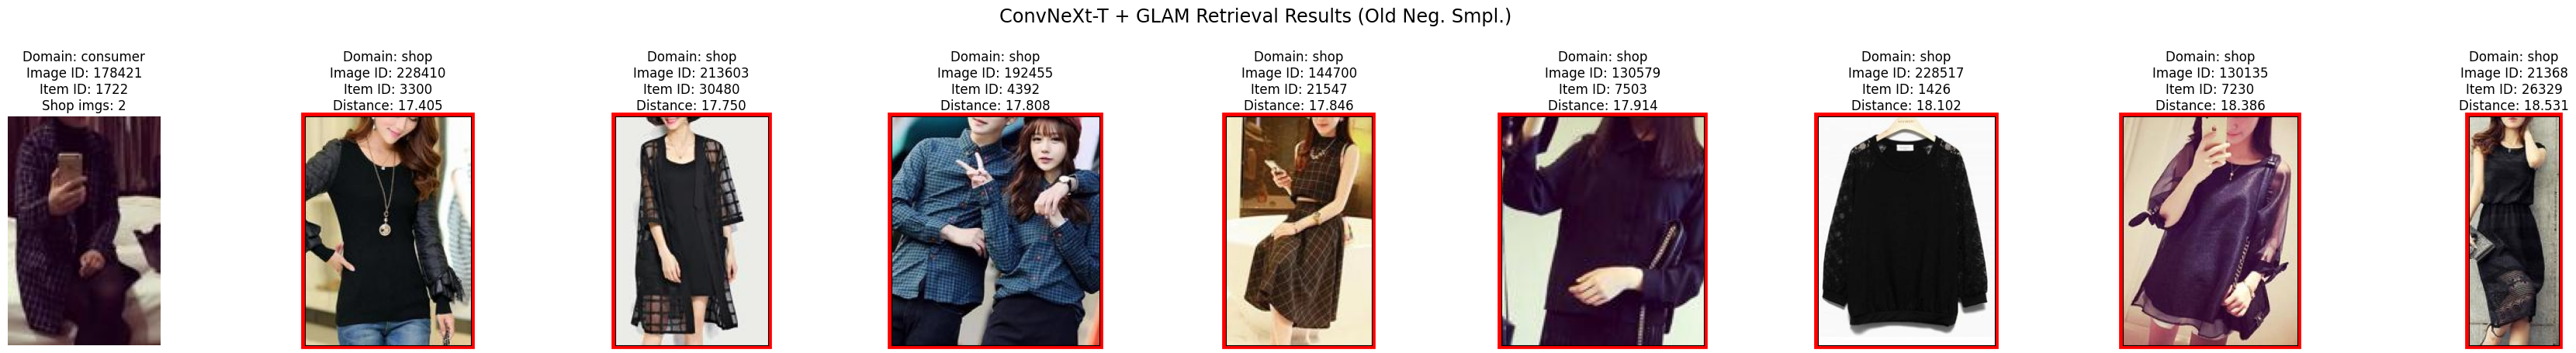 ConvNeXt-T + GLAM Retrieval Results (Old Neg. Smpl.)
Domain: consumer
Image ID: 178421
Item ID: 1722
Shop imgs: 2
Domain: shop
Image ID: 228410
Item ID: 3300
Distance: 17.405
Domain: shop
Image ID: 213603
Item ID: 30480
Distance: 17.750
Domain: shop
Image ID: 192455
Item ID: 4392
Distance: 17.808
Domain: shop
Image ID: 144700
Item ID: 21547
Distance: 17.846
Domain: shop
Image ID: 130579
Item ID: 7503
Distance: 17.914
Domain: shop
Image ID: 228517
Item ID: 1426
Distance: 18.102
Domain: shop
Image ID: 130135
Item ID: 7230
Distance: 18.386
Domain: shop
Image ID: 21368
Item ID: 26329
Distance: 18.531